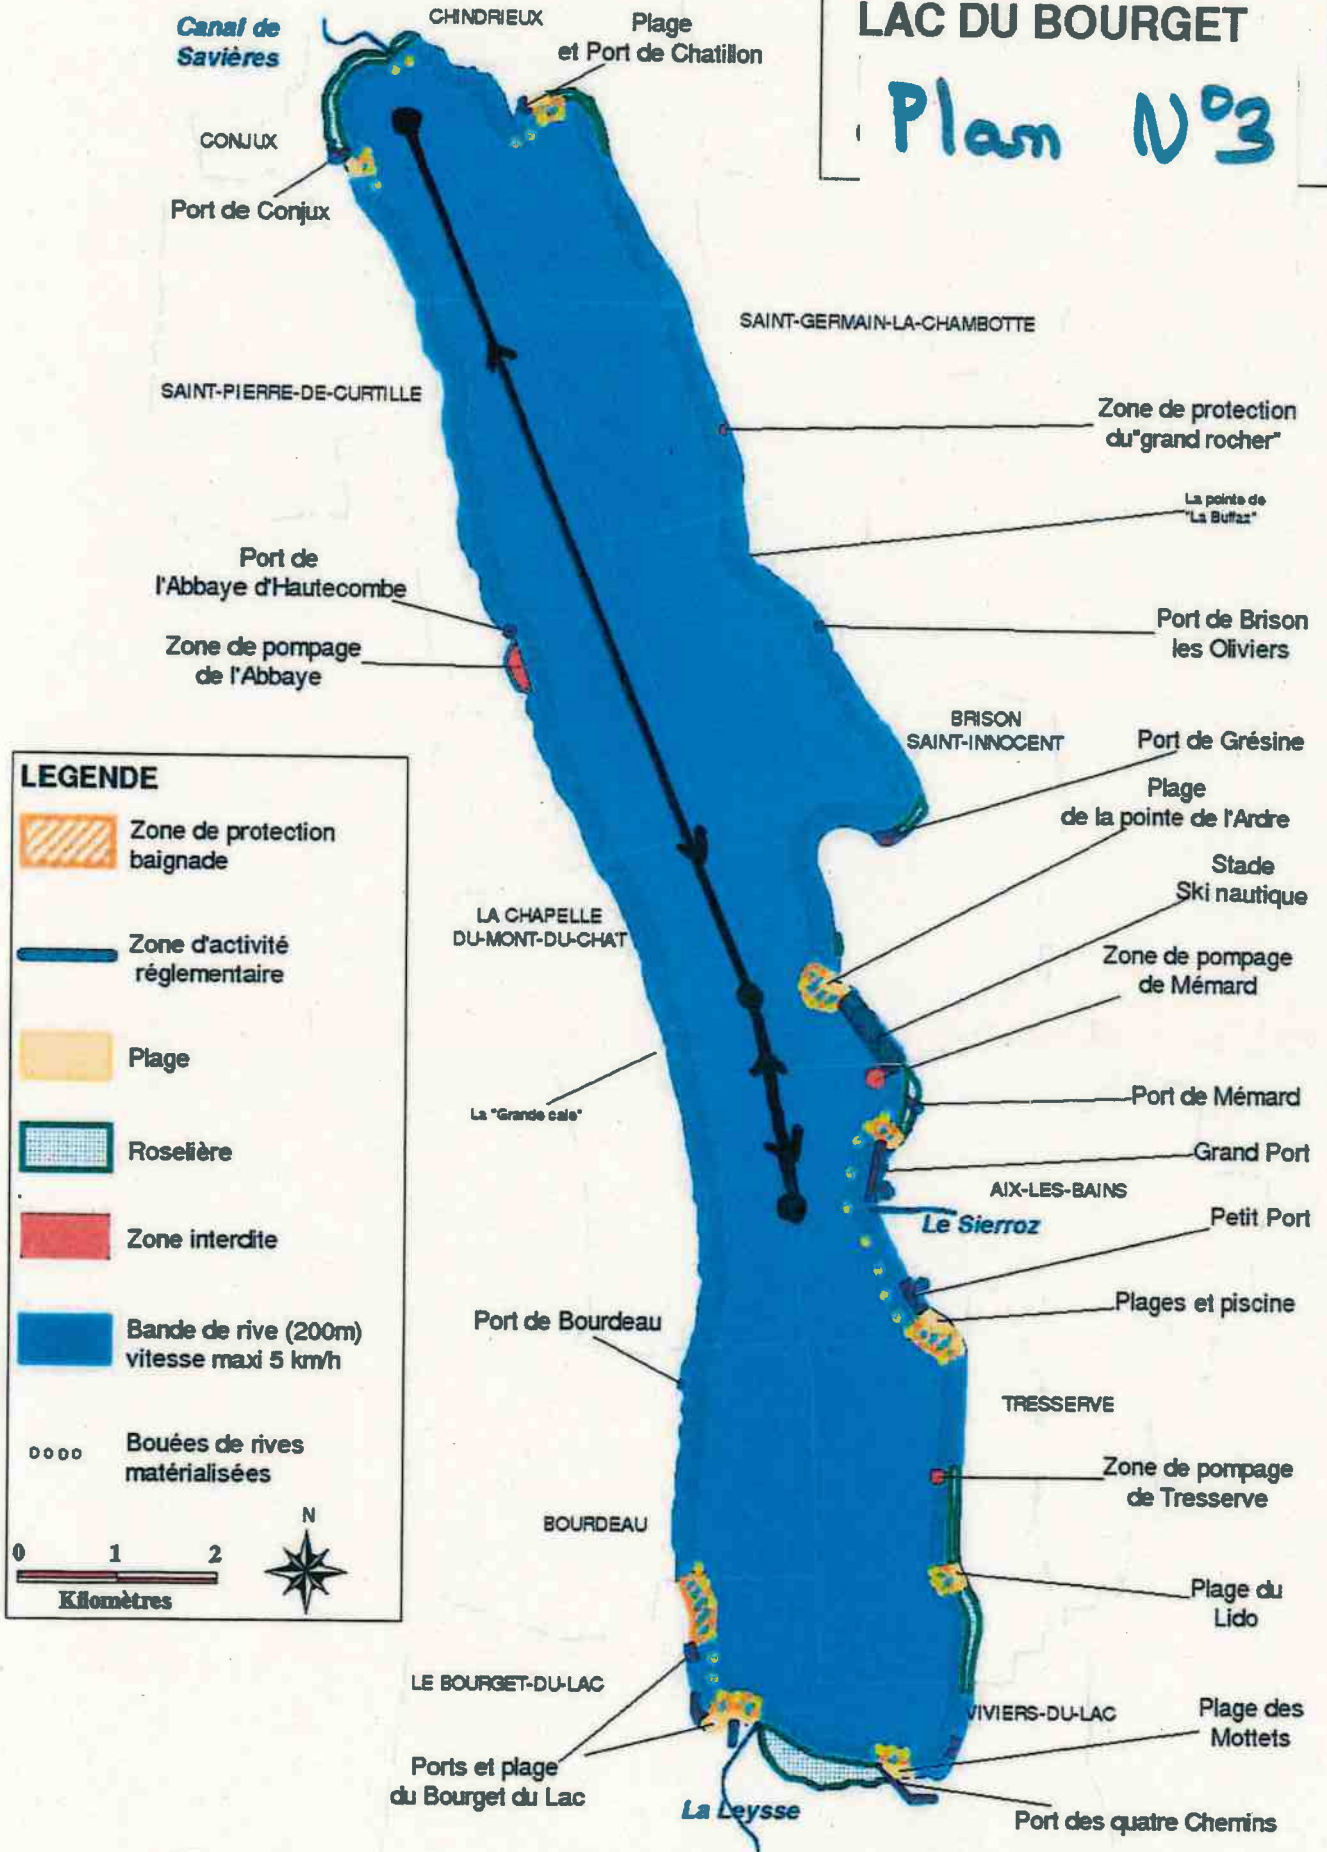 LAC DU BOURGET
Plan N°3
Canal de
Savières
CHINDRIEUX
Plage
et Port de Chatillon
CONJUX
Port de Conjux
SAINT-GERMAIN-LA-CHAMBOTTE
SAINT-PIERRE-DE-CURTILLE
Zone de protection
du"grand rocher"
La pointe de
"La Buffaz"
Port de
l'Abbaye d'Hautecombe
Zone de pompage
de l'Abbaye
Port de Brison
les Oliviers
BRISON
SAINT-INNOCENT
Port de Grésine
Plage
de la pointe de l'Ardre
Stade
Ski nautique
LA CHAPELLE
DU-MONT-DU-CHAT
Zone de pompage
de Mémard
La "Grande cale"
Port de Mémard
Grand Port
AIX-LES-BAINS
Le Sierroz
Petit Port
Plages et piscine
Port de Bourdeau
TRESSERVE
Zone de pompage
de Tresserve
BOURDEAU
Plage du
Lido
LE BOURGET-DU-LAC
VIVIERS-DU-LAC
Plage des
Mottets
Ports et plage
du Bourget du Lac
La Leysse
Port des quatre Chemins
LEGENDE
Zone de protection
baignade
Zone d'activité
réglementaire
Plage
Roselière
Zone interdite
Bande de rive (200m)
vitesse maxi 5 km/h
Bouées de rives
matérialisées
N
0 1 2
Kilomètres